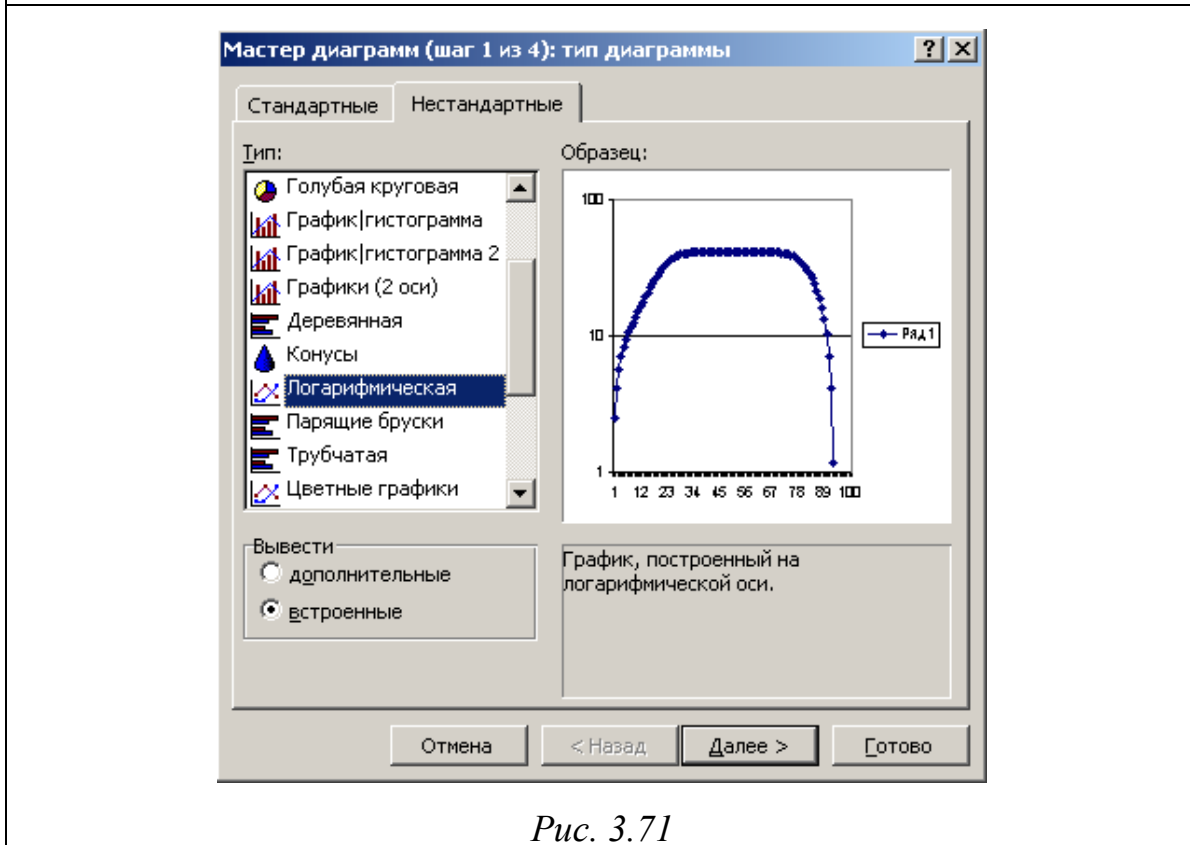 Мастер диаграмм (шаг 1 из 4): тип диаграммы
Стандартные
Нестандартные
Тип:
Голубая круговая
График|гистограмма
График|гистограмма 2
Графики (2 оси)
Деревянная
Конусы
Логарифмическая
Парящие бруски
Трубчатая
Цветные графики
Образец:
100
10
1
1 12 23 34 45 56 67 78 89 100
Ряд1
Вывести
дополнительные
встроенные
График, построенный на
логарифмической оси.
Отмена
< Назад
Далее >
Готово
Рис. 3.71